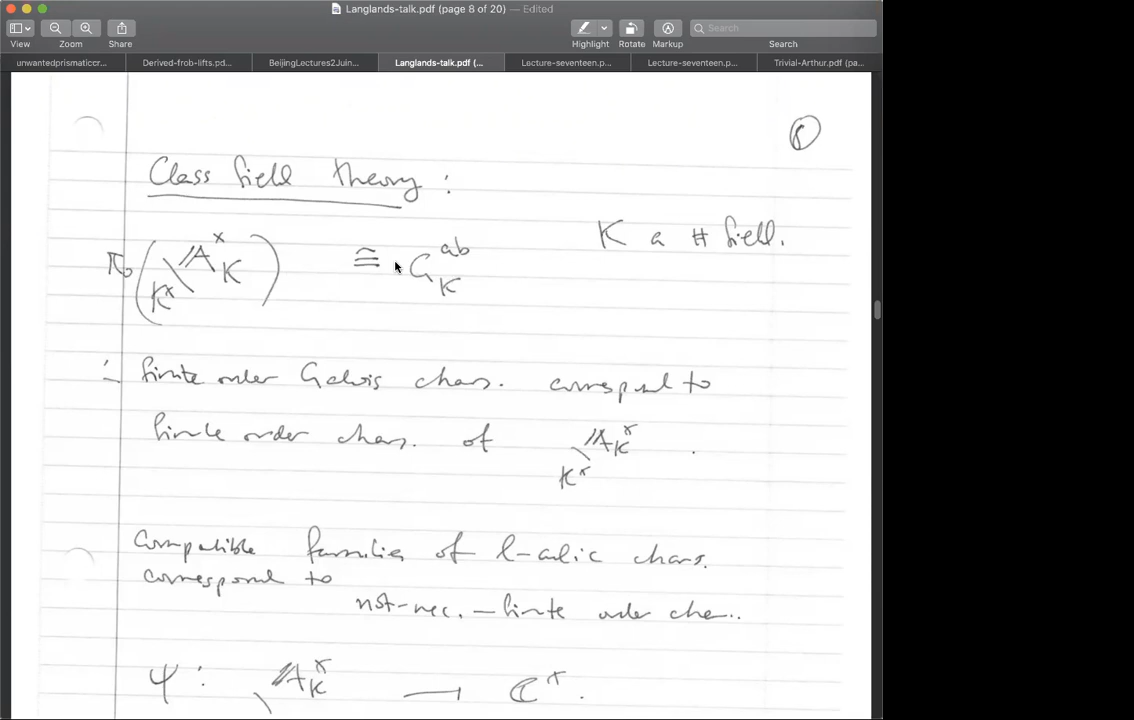 Langlands-talk.pdf (page 8 of 20) — Edited
View Zoom Share Highlight Rotate Markup Search
Search
unwantedprismaticcr... Derived-frob-lifts.pd... BeijingLectures2Juin... Langlands-talk.pdf (... Lecture-seventeen.p... Lecture-seventeen.p... Trivial-Arthur.pdf (pa...
Class field theory :
K a # field.
π₀ ( K^× \ 𝔸_K^× ) ≅ G_K^ab
∴ finite order Galois chars. correspond to
finite order chars. of K^× \ 𝔸_K^× .
Compatible families of l-adic chars.
correspond to
not-nec.-finite order char..
ψ : \ 𝔸_K^× → ℂ^× .